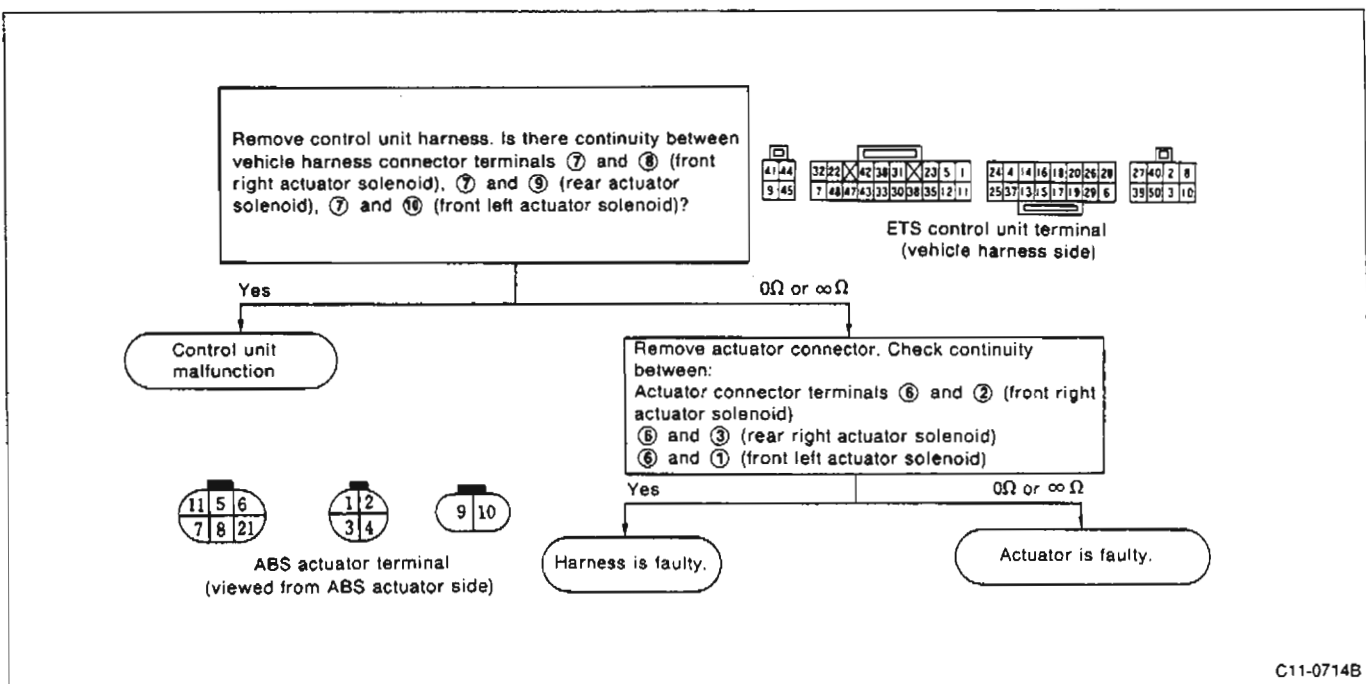 Remove control unit harness. Is there continuity between
vehicle harness connector terminals ⑦ and ⑧ (front
right actuator solenoid), ⑦ and ⑨ (rear actuator
solenoid), ⑦ and ⑩ (front left actuator solenoid)?
41 44
9 45
32 22 42 38 31 23 5 1
7 48 47 43 33 30 38 35 12 11
24 4 14 16 18 20 26 28
25 37 13 15 17 19 29 6
27 40 2 8
39 50 3 10
ETS control unit terminal
(vehicle harness side)
Yes
0Ω or ∞Ω
Control unit
malfunction
Remove actuator connector. Check continuity
between:
Actuator connector terminals ⑥ and ② (front right
actuator solenoid)
⑥ and ③ (rear right actuator solenoid)
⑥ and ① (front left actuator solenoid)
Yes
0Ω or ∞Ω
11 5 6
7 8 21
1 2
3 4
9 10
ABS actuator terminal
(viewed from ABS actuator side)
Harness is faulty.
Actuator is faulty.
C11-0714B